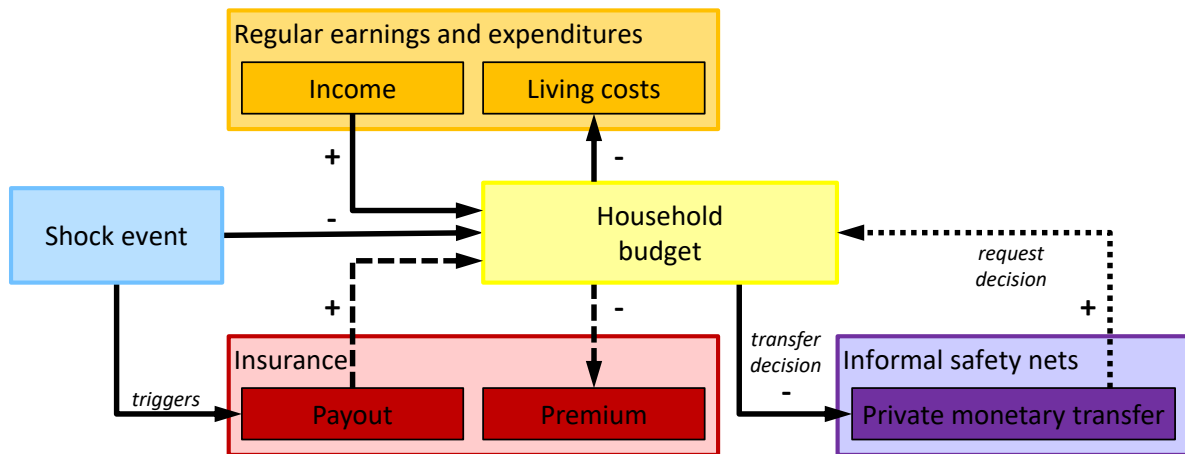 Regular earnings and expenditures
Income
Living costs
+
-
Shock event
-
Household
budget
request
decision
+
-
+
transfer
decision
-
Insurance
Informal safety nets
triggers
Payout
Premium
Private monetary transfer